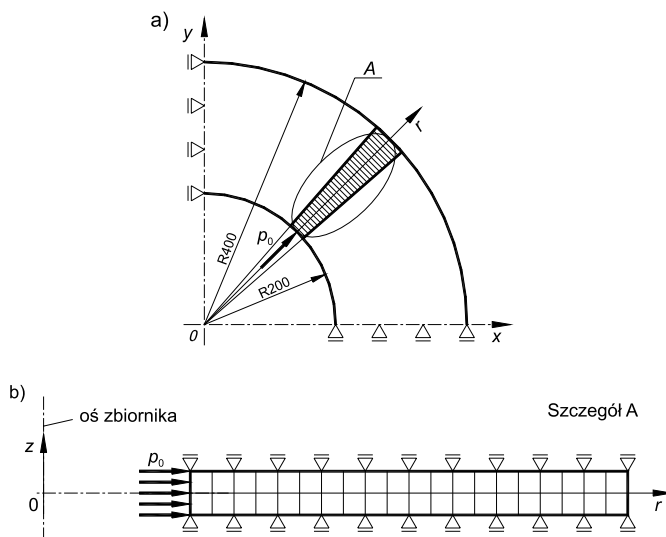 a)
y
A
r
R400
p₀
R200
0
x
b)
oś zbiornika
Szczegół A
z
p₀
0
r